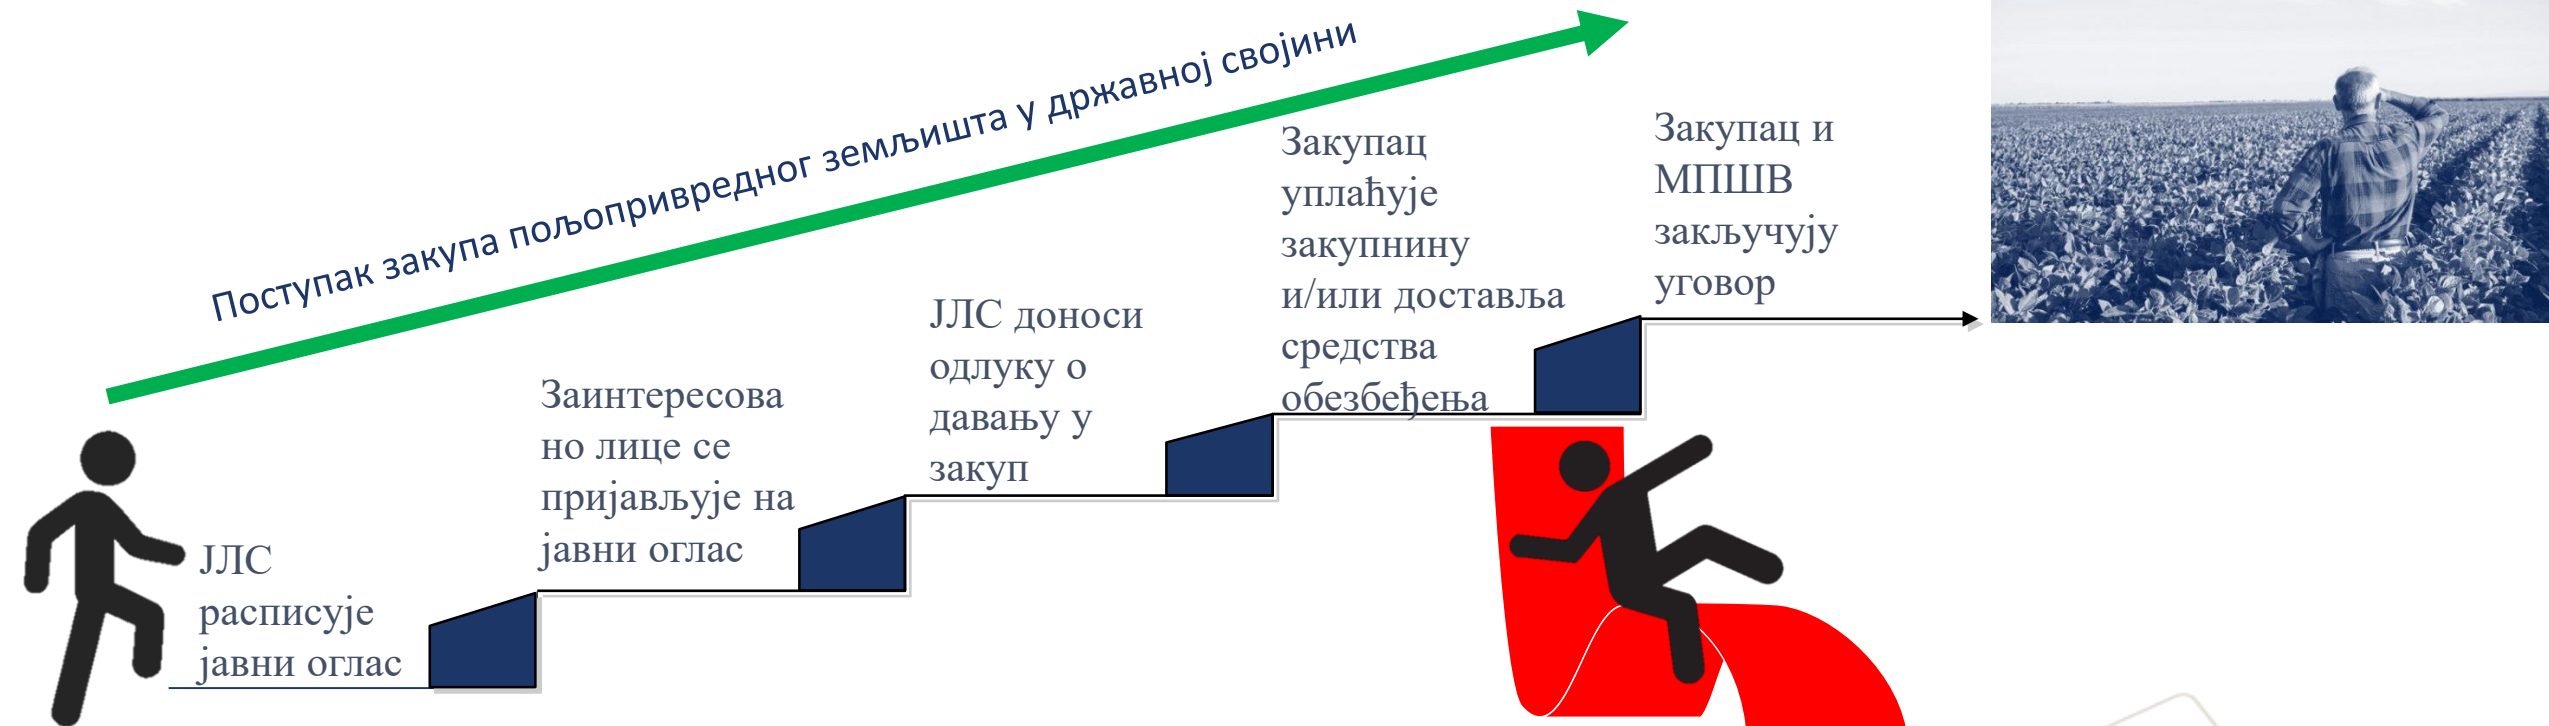 Поступак закупа пољопривредног земљишта у државној својини
ЈЛС
расписује
јавни оглас
Заинтересова
но лице се
пријављује на
јавни оглас
ЈЛС доноси
одлуку о
давању у
закуп
Закупац
уплаћује
закупнину
и/или доставља
средства
обезбеђења
Закупац и
МПШВ
закључују
уговор